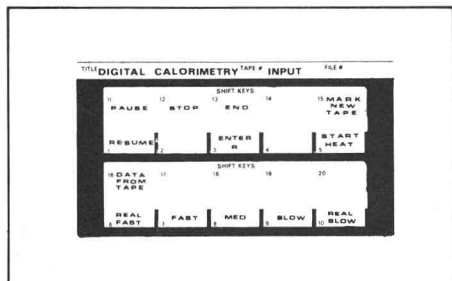 TITLE DIGITAL CALORIMETRY TAPE # INPUT FILE #
SHIFT KEYS
11 12 13 14 15 MARK
PAUSE STOP END NEW
TAPE
RESUME ENTER START
R HEAT
1 2 3 4 5
SHIFT KEYS
16 DATA 17 18 19 20
FROM
TAPE
REAL FAST MED SLOW REAL
FAST SLOW
6 7 8 9 10